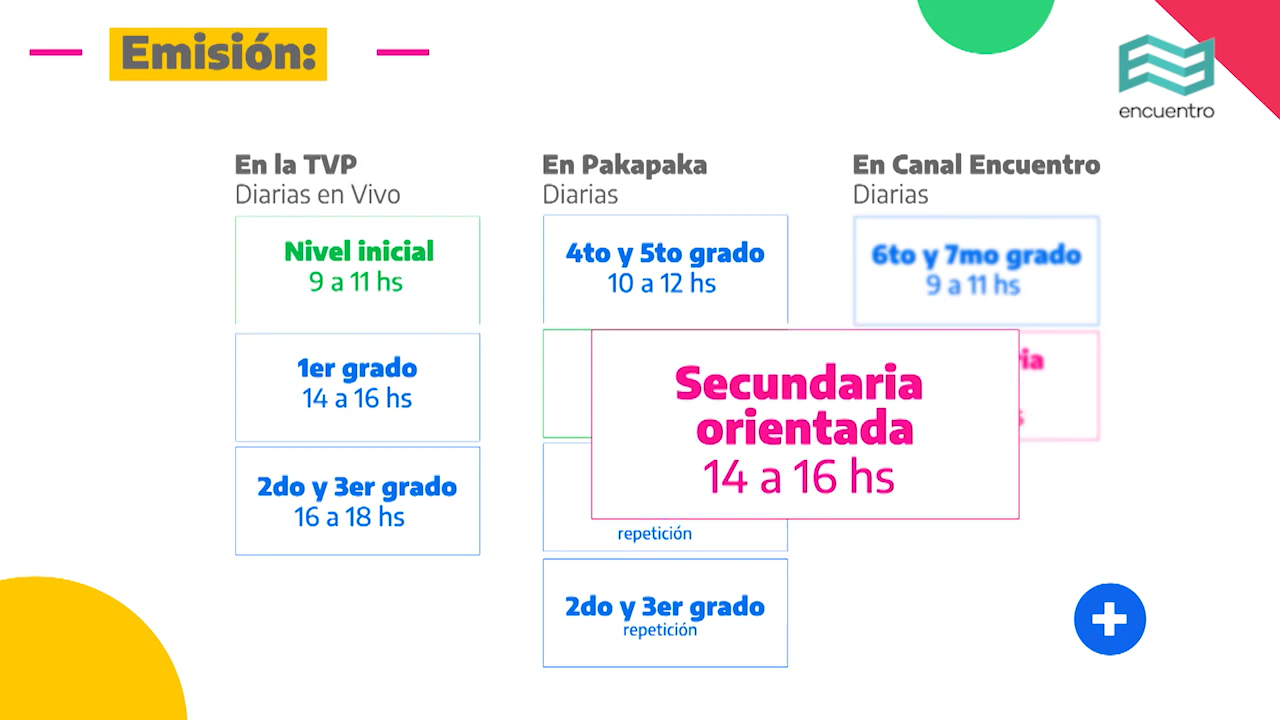 Emisión:
encuentro
En la TVP
Diarias en Vivo
Nivel inicial
9 a 11 hs
1er grado
14 a 16 hs
2do y 3er grado
16 a 18 hs
En Pakapaka
Diarias
4to y 5to grado
10 a 12 hs
repetición
2do y 3er grado
repetición
En Canal Encuentro
Diarias
6to y 7mo grado
9 a 11 hs
Secundaria
orientada
14 a 16 hs